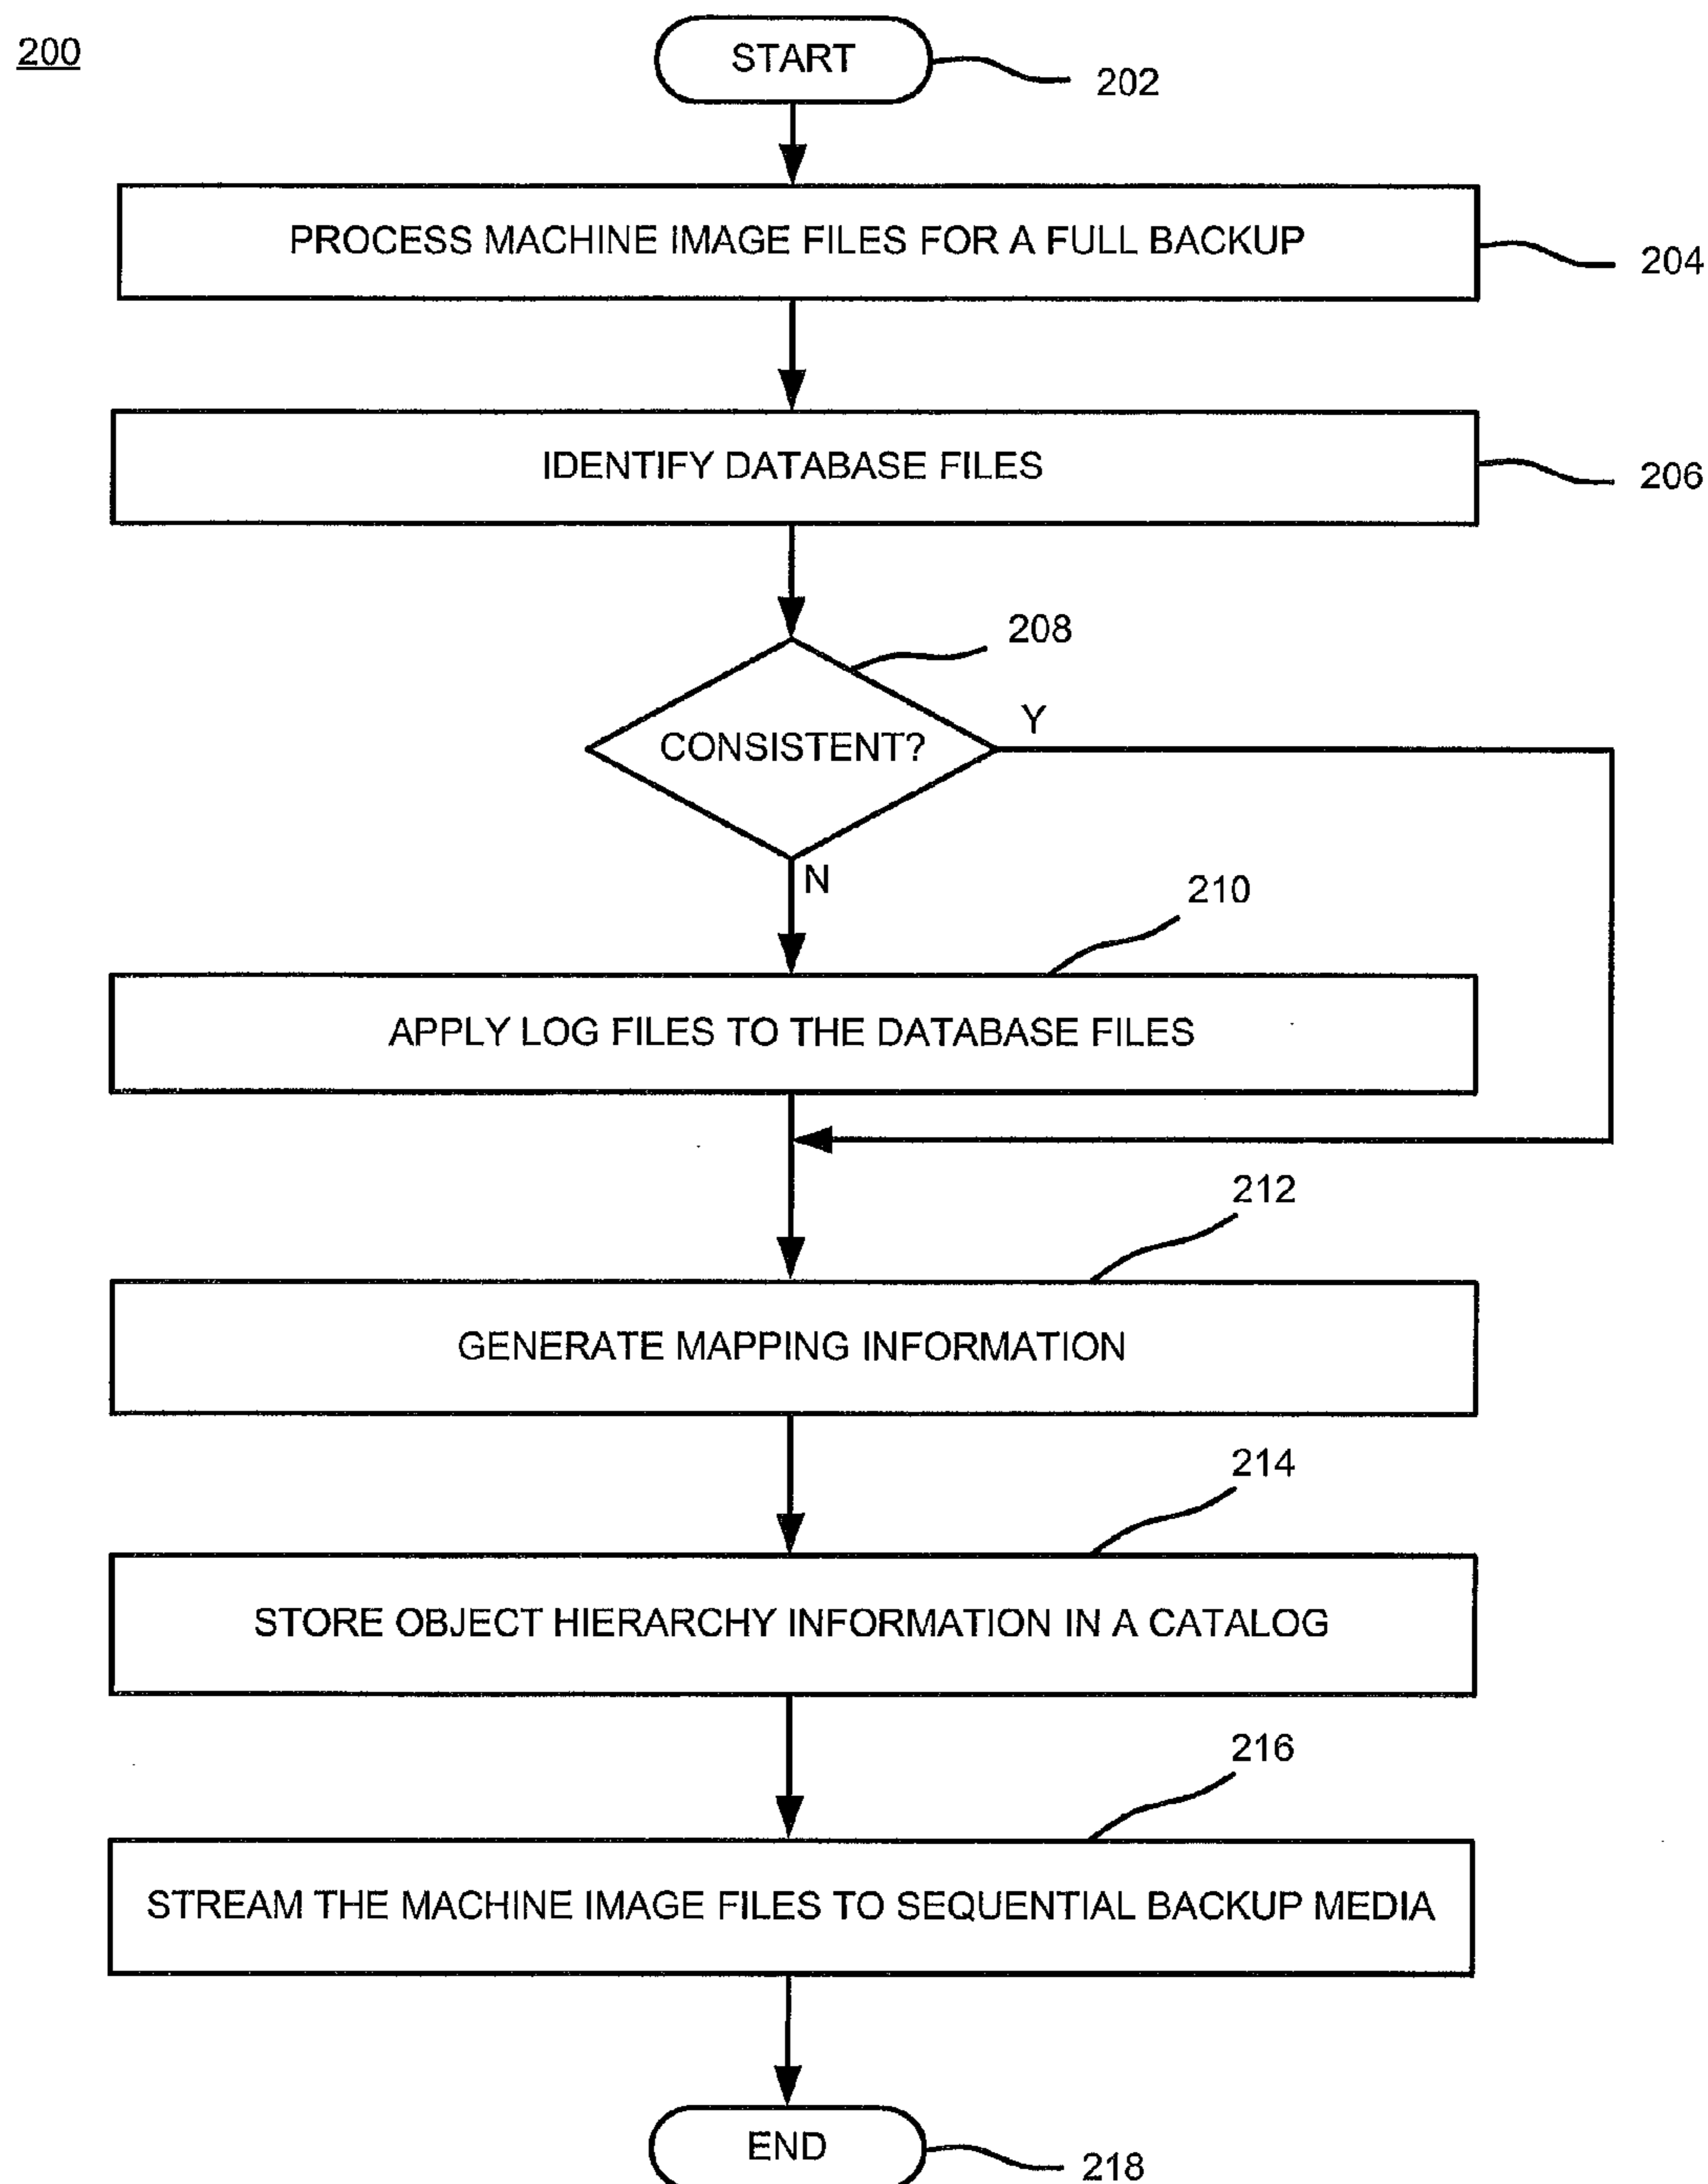 200
START
202
PROCESS MACHINE IMAGE FILES FOR A FULL BACKUP
204
IDENTIFY DATABASE FILES
206
208
CONSISTENT?
Y
N
210
APPLY LOG FILES TO THE DATABASE FILES
212
GENERATE MAPPING INFORMATION
214
STORE OBJECT HIERARCHY INFORMATION IN A CATALOG
216
STREAM THE MACHINE IMAGE FILES TO SEQUENTIAL BACKUP MEDIA
END
218